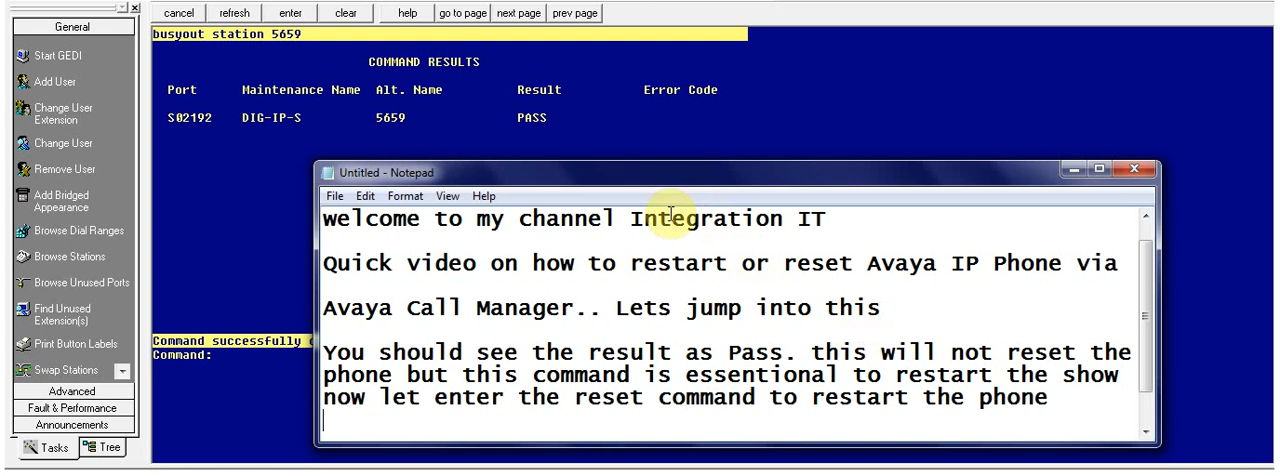 cancel refresh enter clear help go to page next page prev page
General
Start GEDI
Add User
Change User
Extension
Change User
Remove User
Add Bridged
Appearance
Browse Dial Ranges
Browse Stations
Browse Unused Ports
Find Unused
Extension(s)
Print Button Labels
Swap Stations
Advanced
Fault & Performance
Announcements
Tasks Tree
busyout station 5659
COMMAND RESULTS
Port Maintenance Name Alt. Name Result Error Code
S02192 DIG-IP-S 5659 PASS
Command successfully
Command:
Untitled - Notepad
File Edit Format View Help
welcome to my channel Integration IT
Quick video on how to restart or reset Avaya IP Phone via
Avaya Call Manager.. Lets jump into this
You should see the result as Pass. this will not reset the
phone but this command is essentional to restart the show
now let enter the reset command to restart the phone